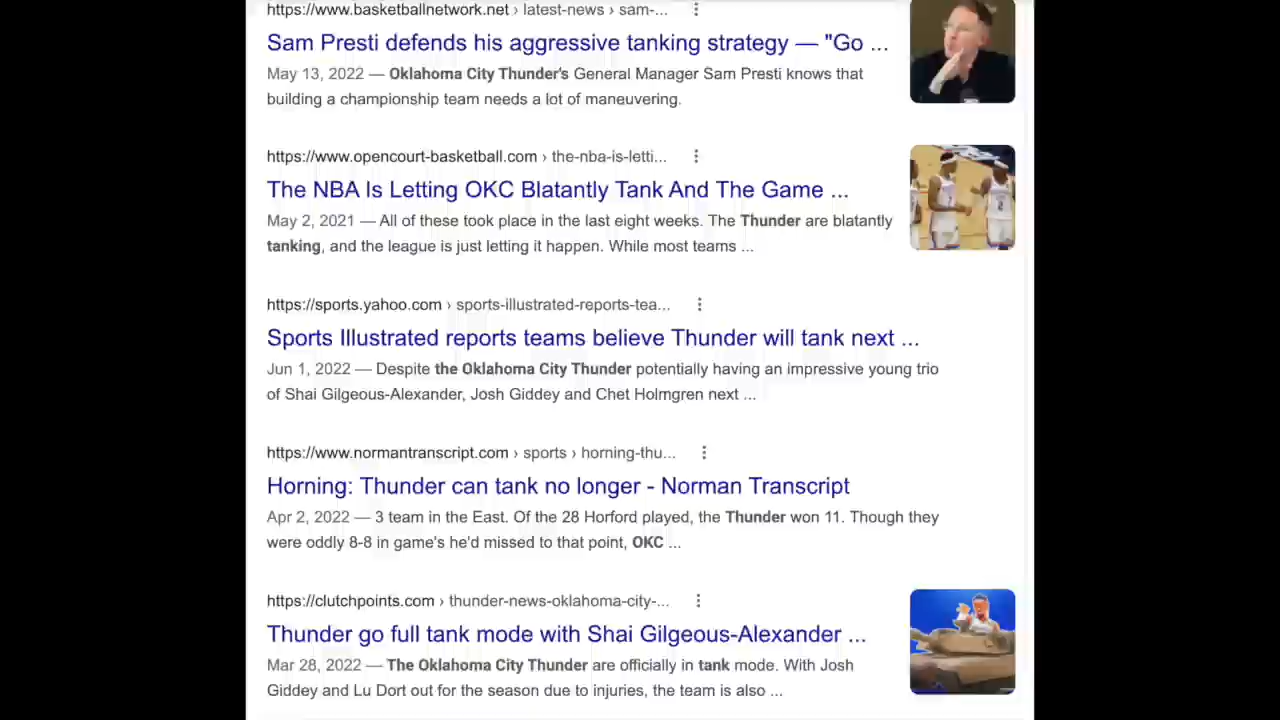 https://www.basketballnetwork.net › latest-news › sam-...
Sam Presti defends his aggressive tanking strategy — "Go ...
May 13, 2022 — Oklahoma City Thunder's General Manager Sam Presti knows that
building a championship team needs a lot of maneuvering.
https://www.opencourt-basketball.com › the-nba-is-letti...
The NBA Is Letting OKC Blatantly Tank And The Game ...
May 2, 2021 — All of these took place in the last eight weeks. The Thunder are blatantly
tanking, and the league is just letting it happen. While most teams ...
https://sports.yahoo.com › sports-illustrated-reports-tea...
Sports Illustrated reports teams believe Thunder will tank next ...
Jun 1, 2022 — Despite the Oklahoma City Thunder potentially having an impressive young trio
of Shai Gilgeous-Alexander, Josh Giddey and Chet Holmgren next ...
https://www.normantranscript.com › sports › horning-thu...
Horning: Thunder can tank no longer - Norman Transcript
Apr 2, 2022 — 3 team in the East. Of the 28 Horford played, the Thunder won 11. Though they
were oddly 8-8 in game's he'd missed to that point, OKC ...
https://clutchpoints.com › thunder-news-oklahoma-city-...
Thunder go full tank mode with Shai Gilgeous-Alexander ...
Mar 28, 2022 — The Oklahoma City Thunder are officially in tank mode. With Josh
Giddey and Lu Dort out for the season due to injuries, the team is also ...